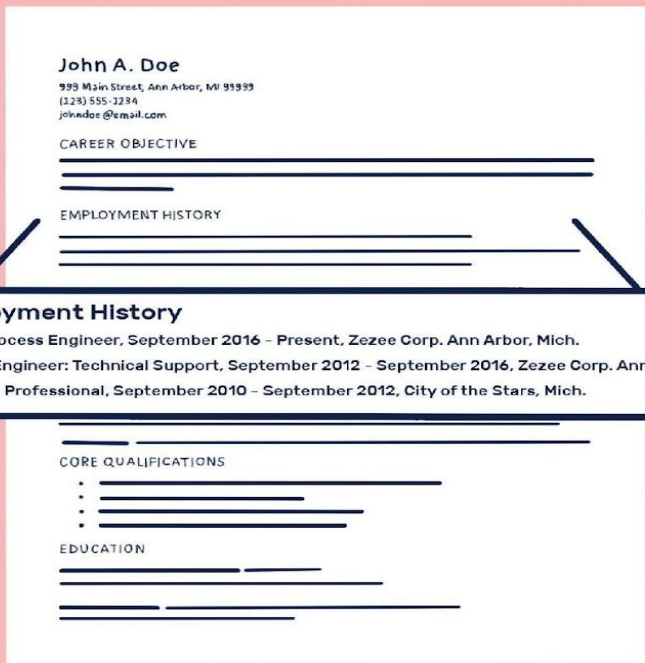 John A. Doe
999 Main Street, Ann Arbor, MI 99999
(123) 555-1234
johndoe@email.com
CAREER OBJECTIVE
EMPLOYMENT HISTORY
yment History
ocess Engineer, September 2016 – Present, Zezee Corp. Ann Arbor, Mich.
Engineer: Technical Support, September 2012 – September 2016, Zezee Corp. Ann
Professional, September 2010 – September 2012, City of the Stars, Mich.
CORE QUALIFICATIONS
EDUCATION